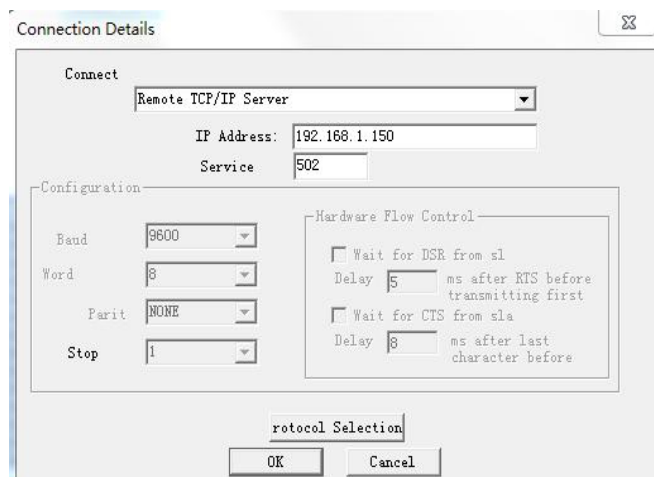 Connection Details
Connect
Remote TCP/IP Server
IP Address: 192.168.1.150
Service 502
Configuration
Baud 9600
Word 8
Parit NONE
Stop 1
Hardware Flow Control
Wait for DSR from sl
Delay 5 ms after RTS before
transmitting first
Wait for CTS from sla
Delay 8 ms after last
character before
rotocol Selection
OK Cancel